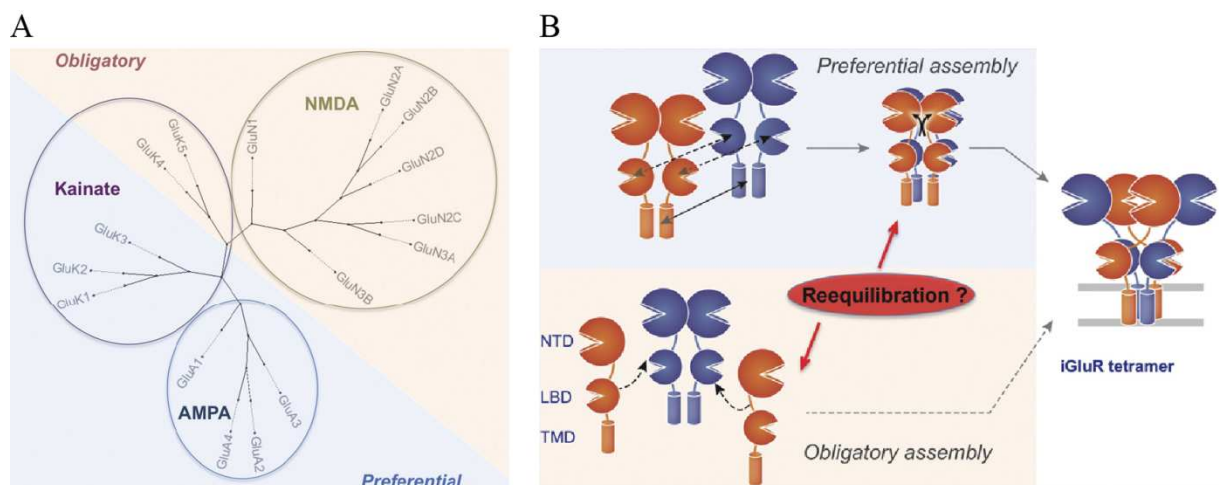 A
Obligatory
NMDA
GluN1
GluN2A
GluN2B
GluN2D
GluN2C
GluN3A
GluN3B
GluK5
GluK4
Kainate
GluK3
GluK2
GluK1
GluA1
AMPA
GluA3
GluA4
GluA2
Preferential
B
Preferential assembly
Reequilibration ?
NTD
LBD
TMD
Obligatory assembly
iGluR tetramer